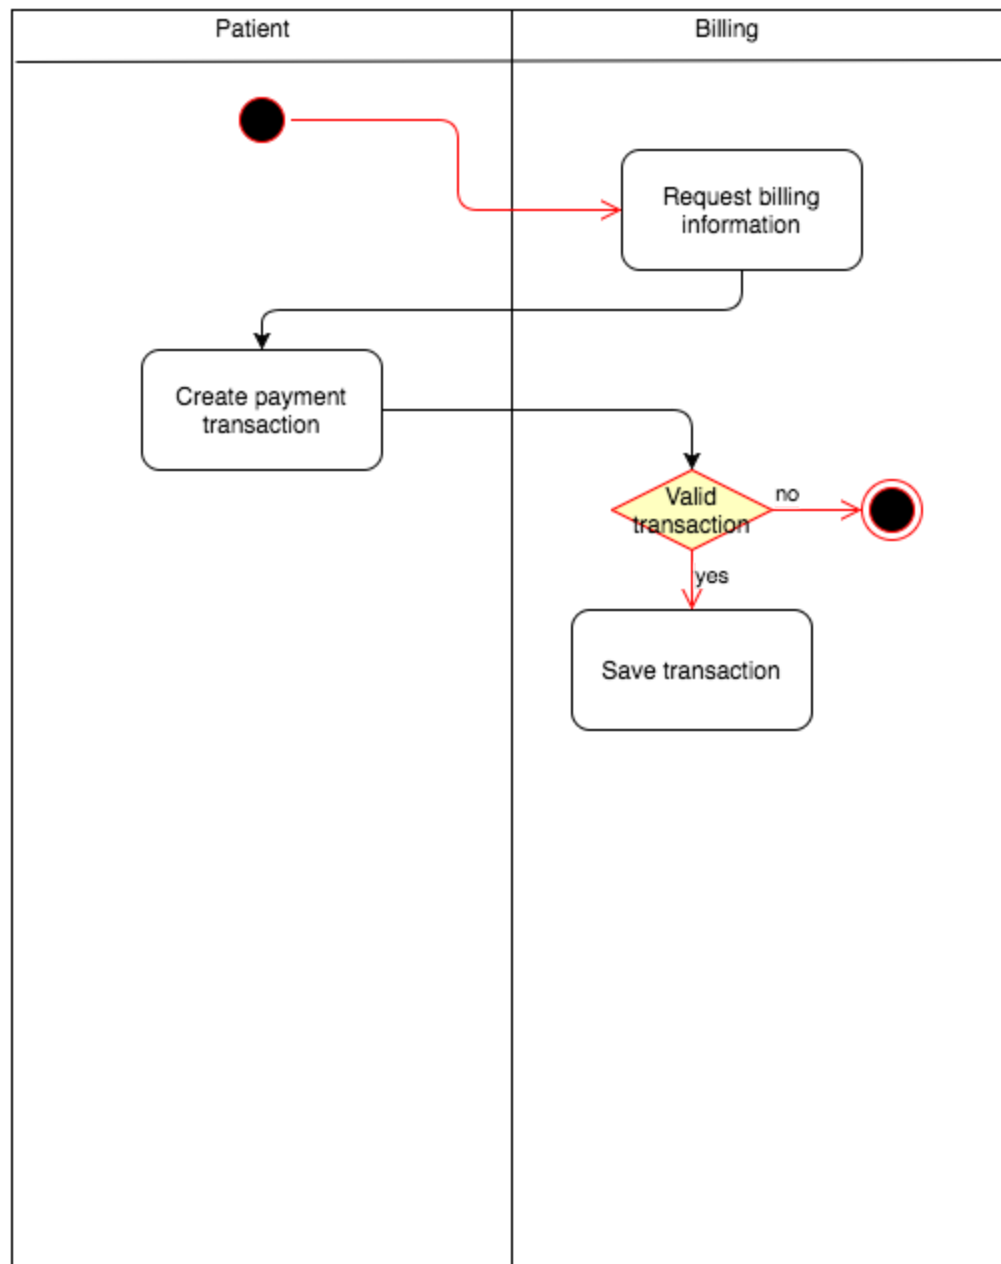 Patient
Billing
Request billing
information
Create payment
transaction
Valid
transaction
no
yes
Save transaction